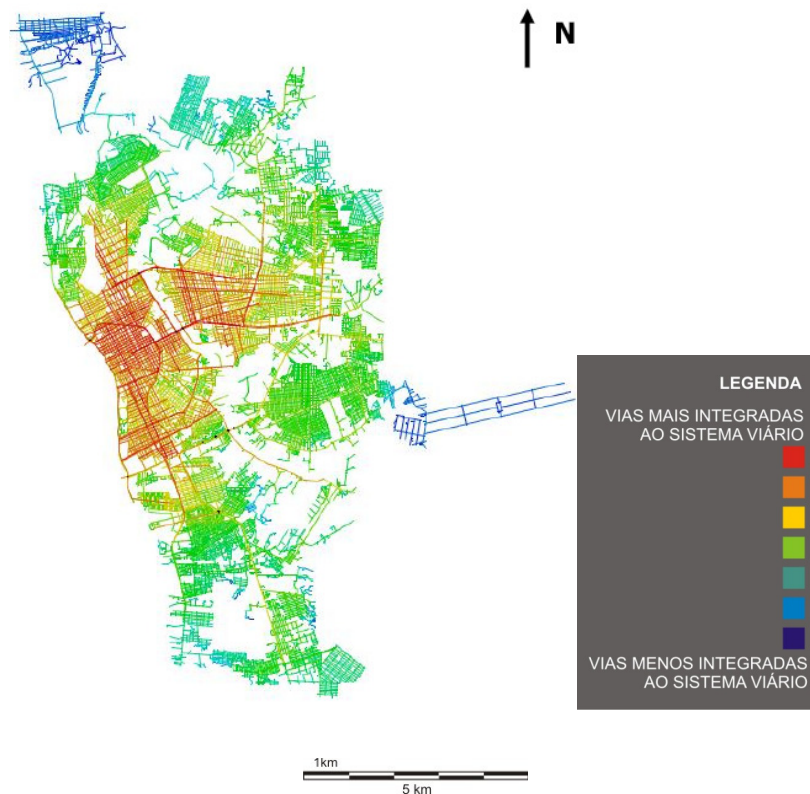 N
LEGENDA
VIAS MAIS INTEGRADAS
AO SISTEMA VIÁRIO
VIAS MENOS INTEGRADAS
AO SISTEMA VIÁRIO
1km
5 km